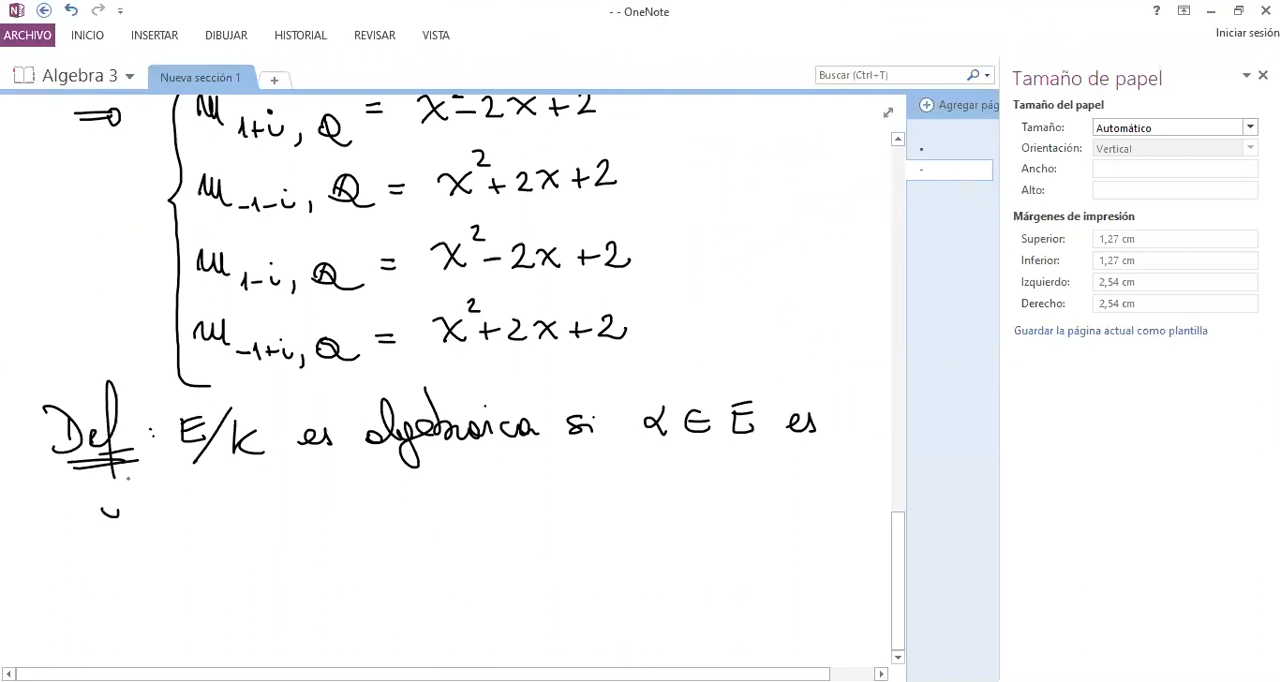 - - OneNote
?
ARCHIVO INICIO INSERTAR DIBUJAR HISTORIAL REVISAR VISTA
Iniciar sesión
Algebra 3 Nueva sección 1 +
Buscar (Ctrl+T)
Agregar pág
.
-
⇒ m_{1+i, Q} = x² - 2x + 2
m_{-1-i, Q} = x² + 2x + 2
m_{1-i, Q} = x² - 2x + 2
m_{-1+i, Q} = x² + 2x + 2
Def : E/K es algebraica si α ∈ E es
Tamaño de papel
Tamaño del papel
Tamaño: Automático
Orientación: Vertical
Ancho:
Alto:
Márgenes de impresión
Superior: 1,27 cm
Inferior: 1,27 cm
Izquierdo: 2,54 cm
Derecho: 2,54 cm
Guardar la página actual como plantilla